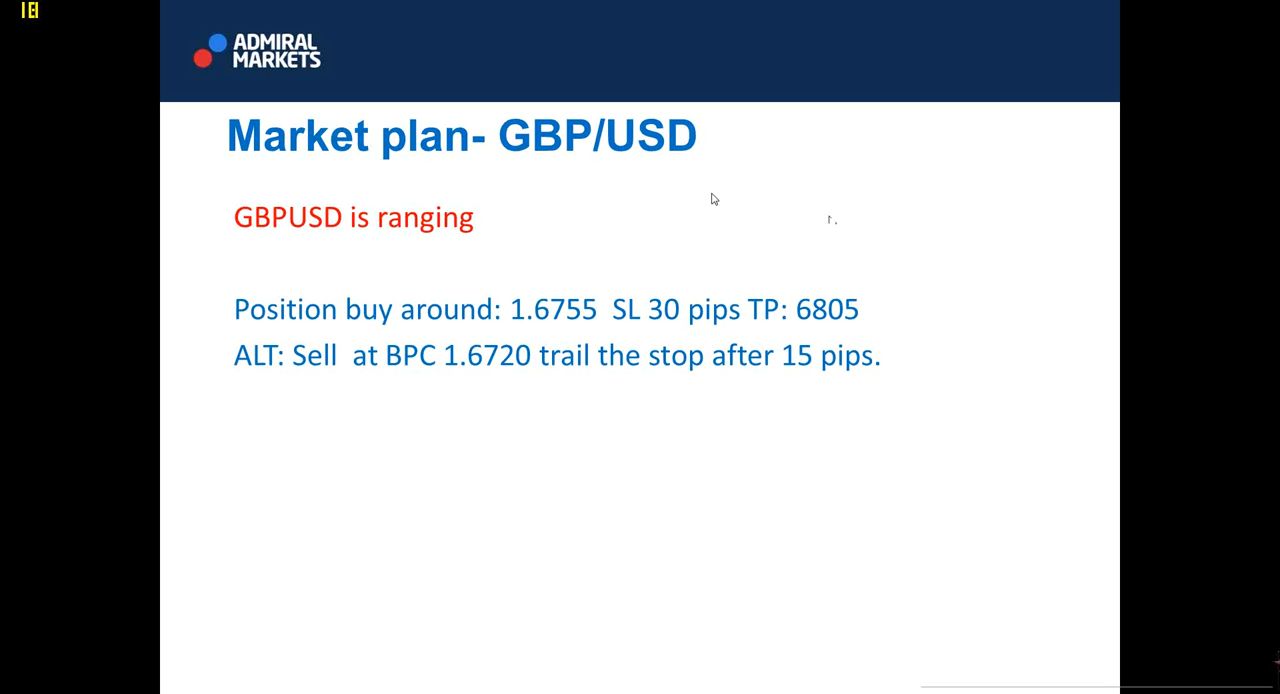 ADMIRAL
MARKETS
Market plan- GBP/USD
GBPUSD is ranging
Position buy around: 1.6755  SL 30 pips TP: 6805
ALT: Sell  at BPC 1.6720 trail the stop after 15 pips.